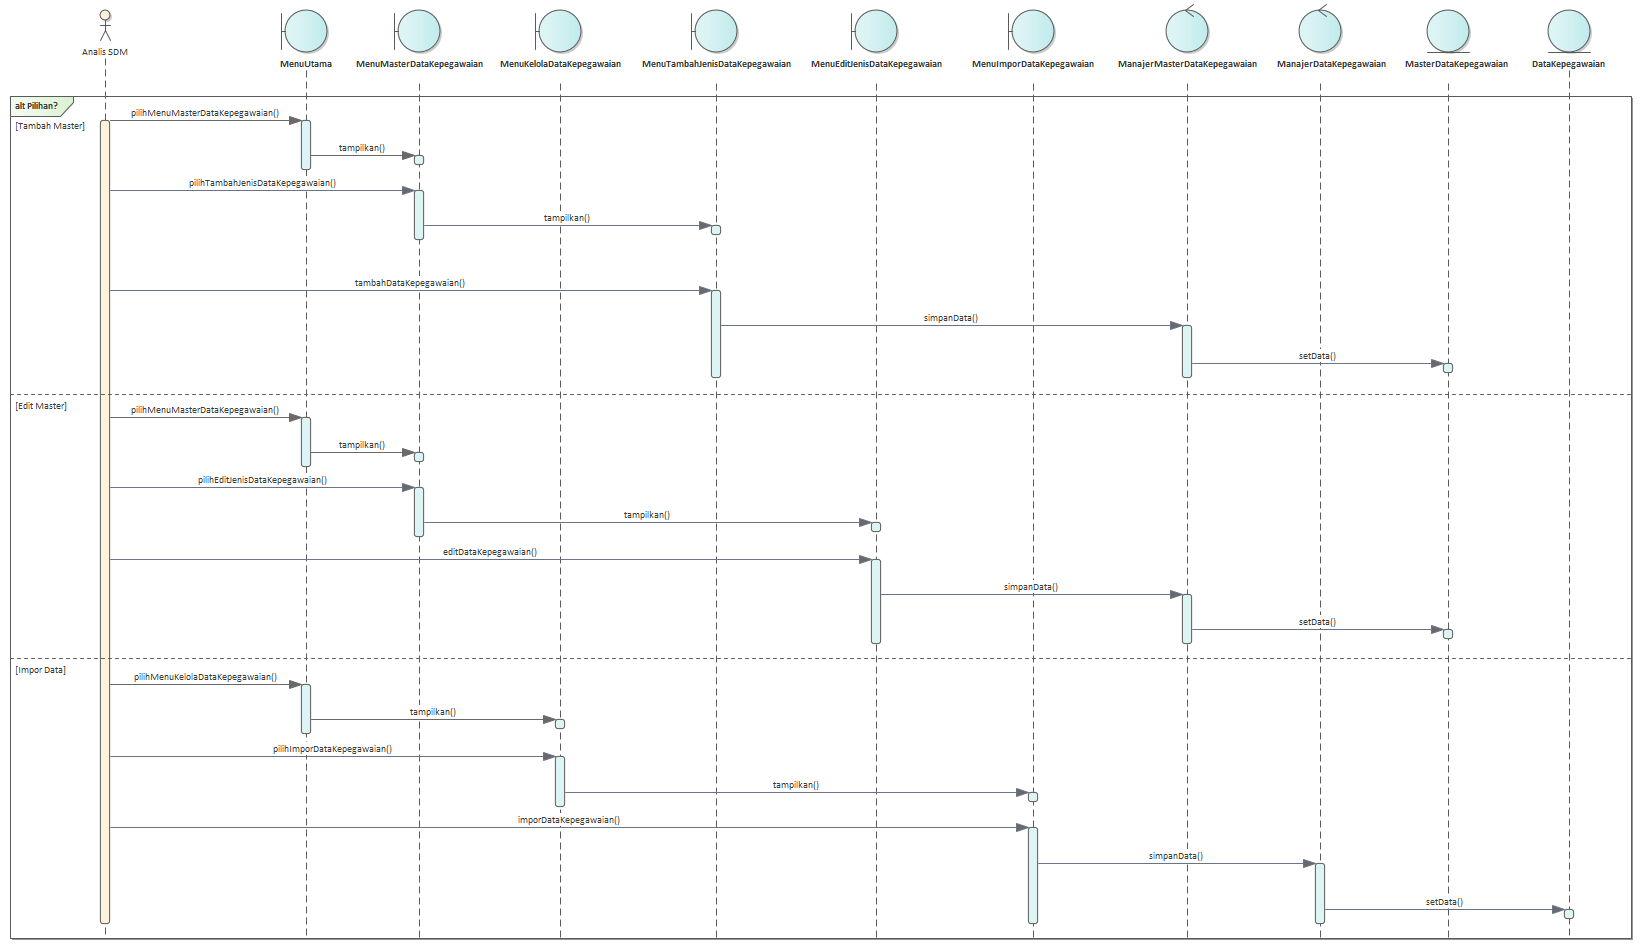 Analis SDM
MenuUtama
MenuMasterDataKepegawaian
MenuKelolaDataKepegawaian
MenuTambahJenisDataKepegawaian
MenuEditJenisDataKepegawaian
MenuImporDataKepegawaian
ManajerMasterDataKepegawaian
ManajerDataKepegawaian
MasterDataKepegawaian
DataKepegawaian
alt Pilihan?
[Tambah Master]
pilihMenuMasterDataKepegawaian()
tampilkan()
pilihTambahJenisDataKepegawaian()
tampilkan()
tambahDataKepegawaian()
simpanData()
setData()
[Edit Master]
pilihMenuMasterDataKepegawaian()
tampilkan()
pilihEditJenisDataKepegawaian()
tampilkan()
editDataKepegawaian()
simpanData()
setData()
[Impor Data]
pilihMenuKelolaDataKepegawaian()
tampilkan()
pilihImporDataKepegawaian()
tampilkan()
imporDataKepegawaian()
simpanData()
setData()